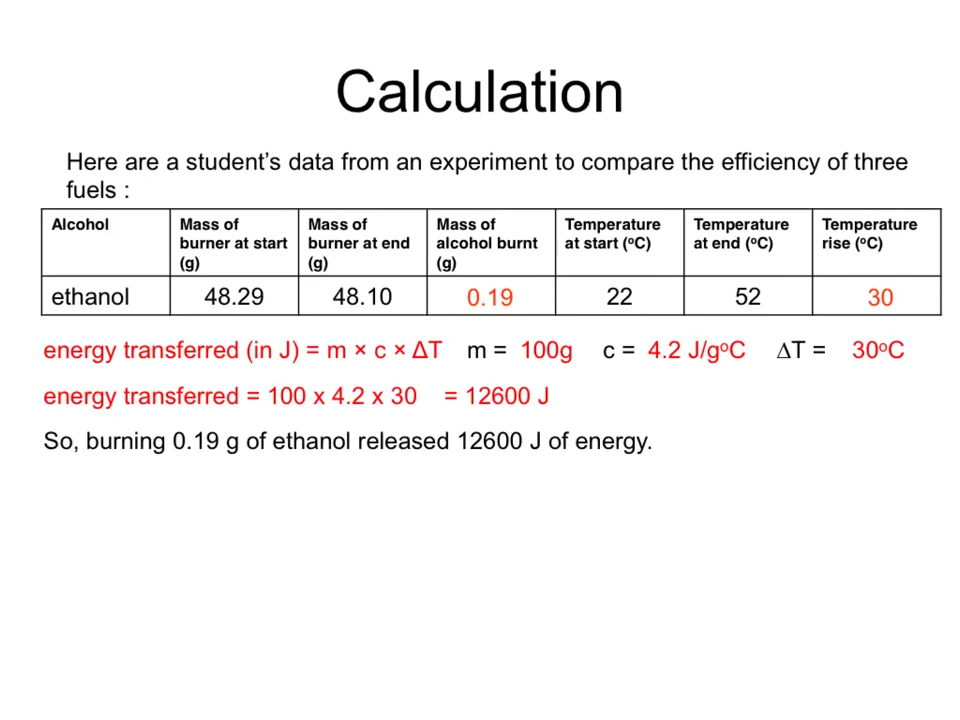 Calculation
Here are a student’s data from an experiment to compare the efficiency of three
fuels :
Alcohol
Mass of
burner at start
(g)
Mass of
burner at end
(g)
Mass of
alcohol burnt
(g)
Temperature
at start (ºC)
Temperature
at end (ºC)
Temperature
rise (ºC)
ethanol 48.29 48.10 0.19 22 52 30
energy transferred (in J) = m × c × ΔT m = 100g c = 4.2 J/gºC ΔT = 30ºC
energy transferred = 100 x 4.2 x 30 = 12600 J
So, burning 0.19 g of ethanol released 12600 J of energy.